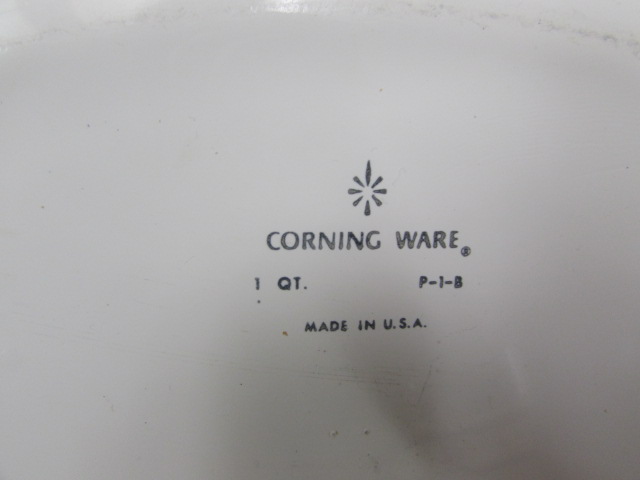 CORNING WARE®
1 QT. P-1-B
MADE IN U.S.A.